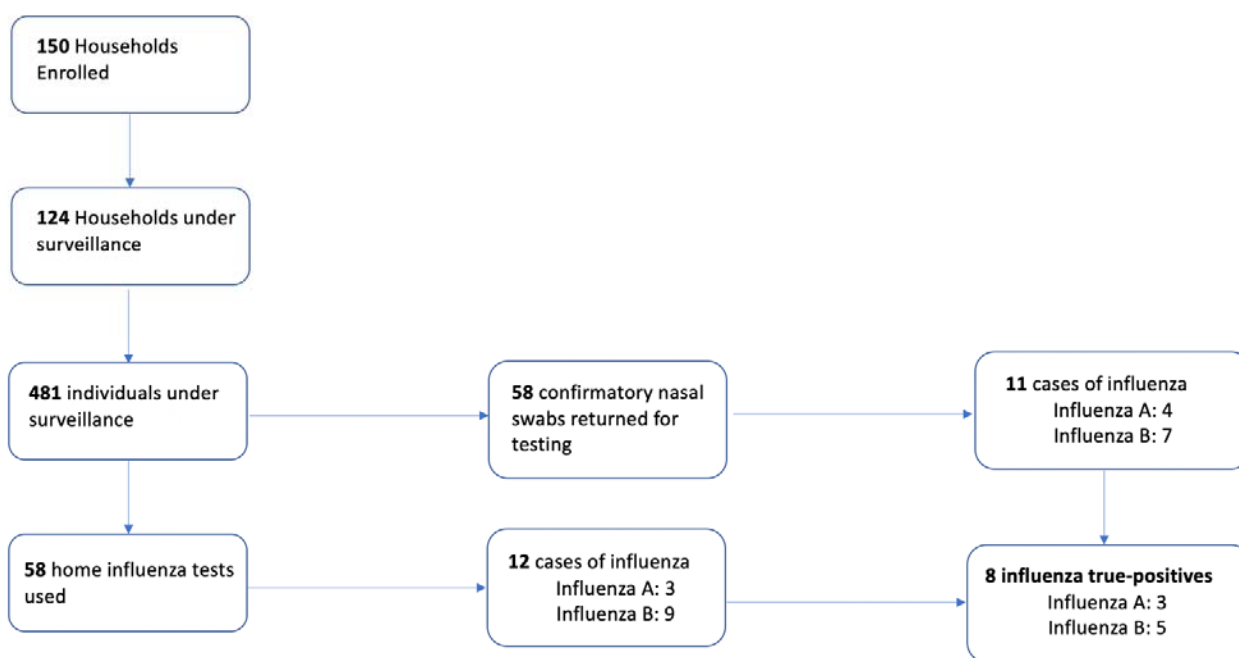 150 Households
Enrolled
124 Households under
surveillance
481 individuals under
surveillance
58 confirmatory nasal
swabs returned for
testing
11 cases of influenza
Influenza A: 4
Influenza B: 7
58 home influenza tests
used
12 cases of influenza
Influenza A: 3
Influenza B: 9
8 influenza true-positives
Influenza A: 3
Influenza B: 5